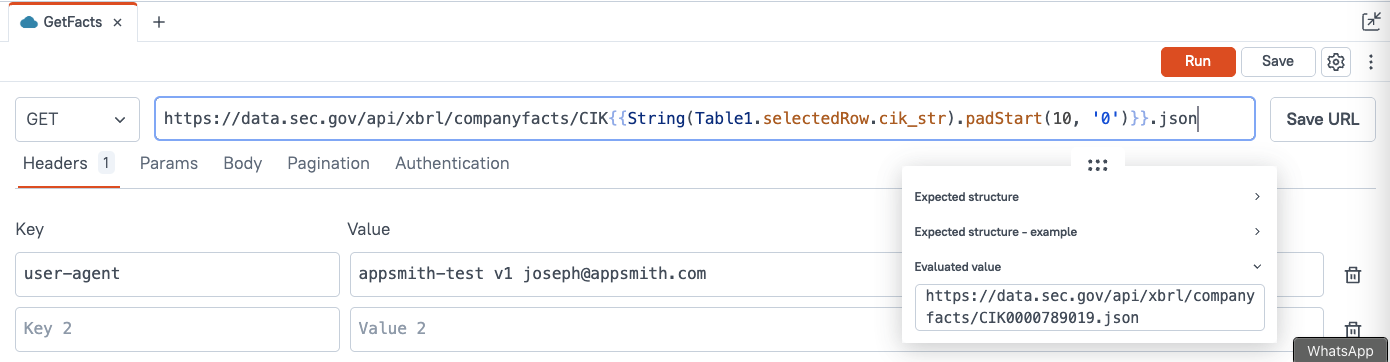 GetFacts
Run
Save
GET
https://data.sec.gov/api/xbrl/companyfacts/CIK{{String(Table1.selectedRow.cik_str).padStart(10, '0')}}.json
Save URL
Headers 1 Params Body Pagination Authentication
Expected structure
Key Value
Expected structure - example
Evaluated value
user-agent appsmith-test v1 joseph@appsmith.com
https://data.sec.gov/api/xbrl/company
facts/CIK0000789019.json
Key 2 Value 2
WhatsApp